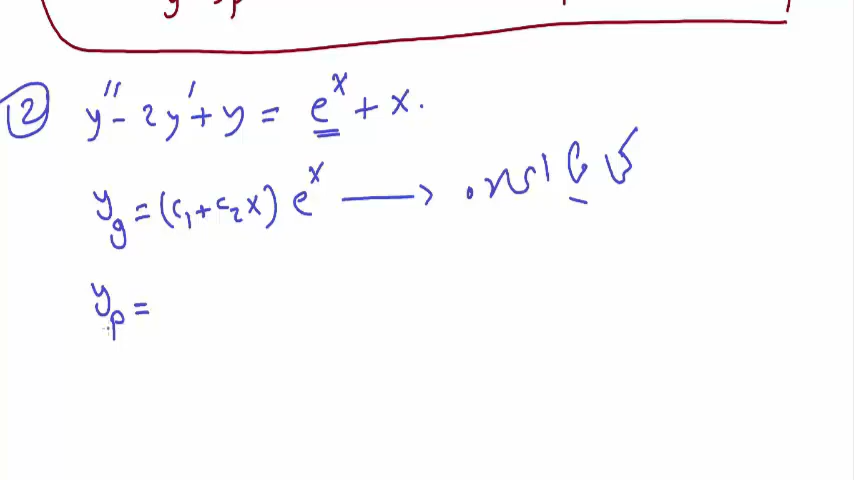 ② y'' - 2y' + y = e^x + x.
y_g = (c_1 + c_2 x) e^x →
y_p =